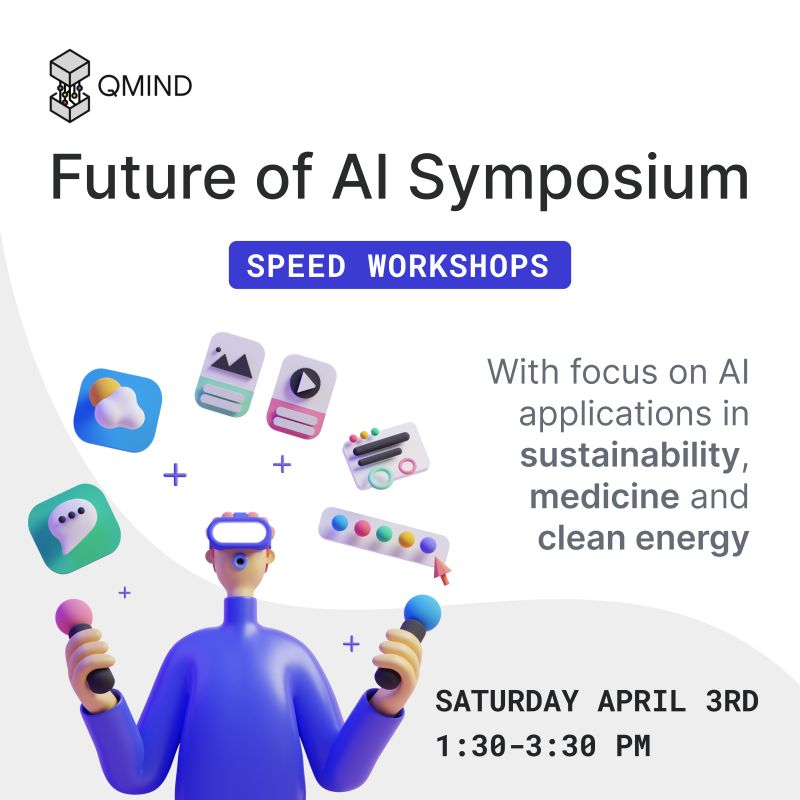 QMIND
Future of AI Symposium
SPEED WORKSHOPS
With focus on AI
applications in
sustainability,
medicine and
clean energy
SATURDAY APRIL 3RD
1:30-3:30 PM